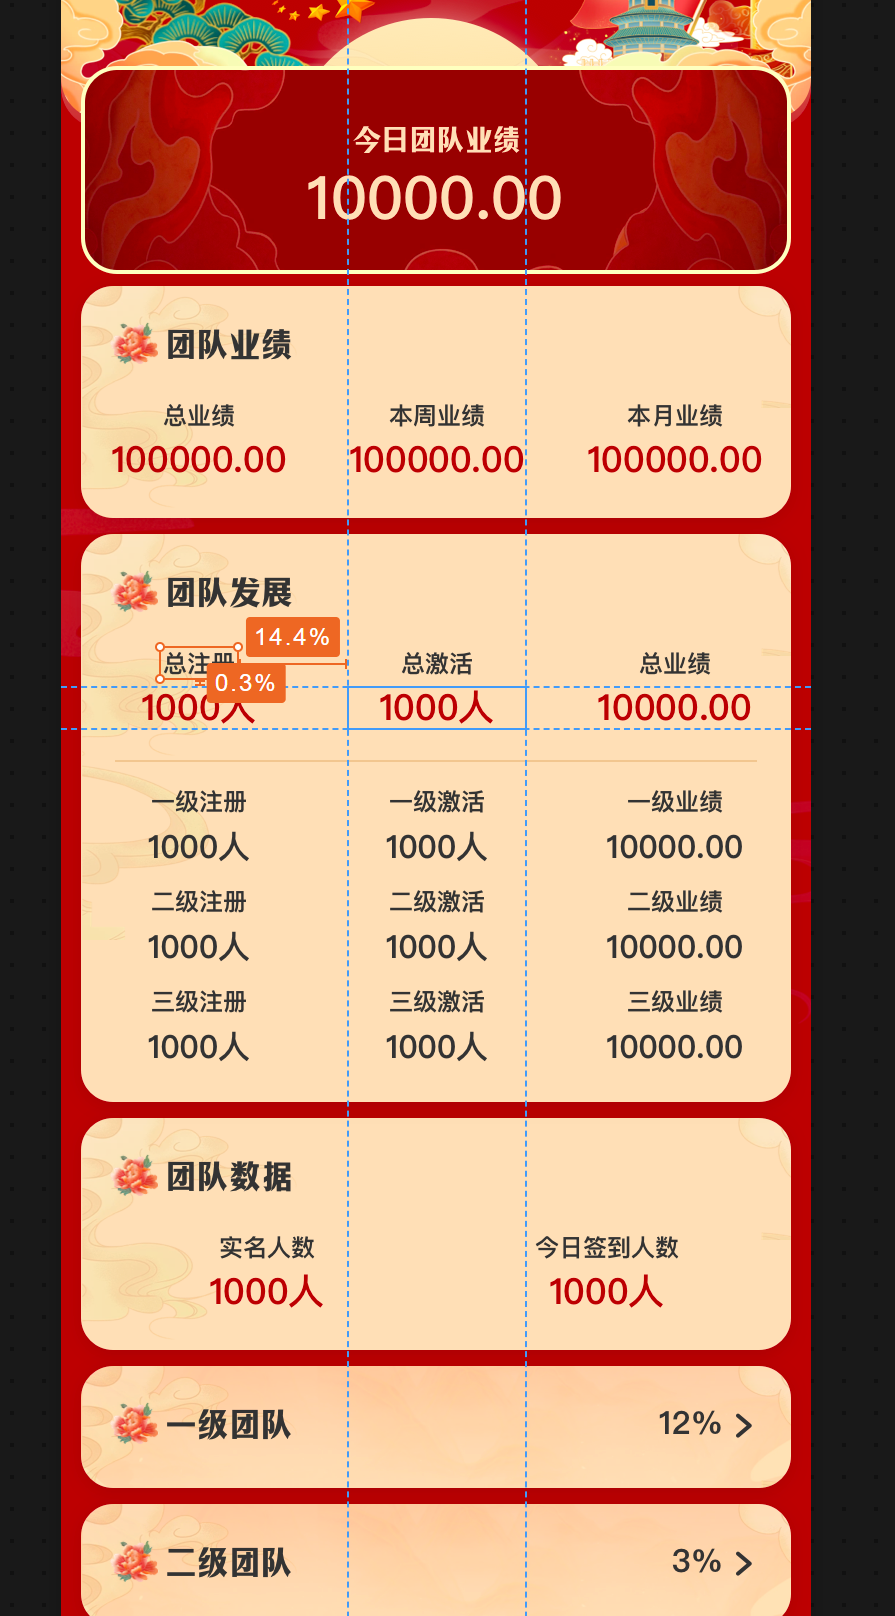 今日团队业绩
10000.00
团队业绩
总业绩 本周业绩 本月业绩
100000.00 100000.00 100000.00
团队发展
14.4%
总注册 总激活 总业绩
0.3%
1000人 1000人 10000.00
一级注册 一级激活 一级业绩
1000人 1000人 10000.00
二级注册 二级激活 二级业绩
1000人 1000人 10000.00
三级注册 三级激活 三级业绩
1000人 1000人 10000.00
团队数据
实名人数 今日签到人数
1000人 1000人
一级团队 12%
二级团队 3%